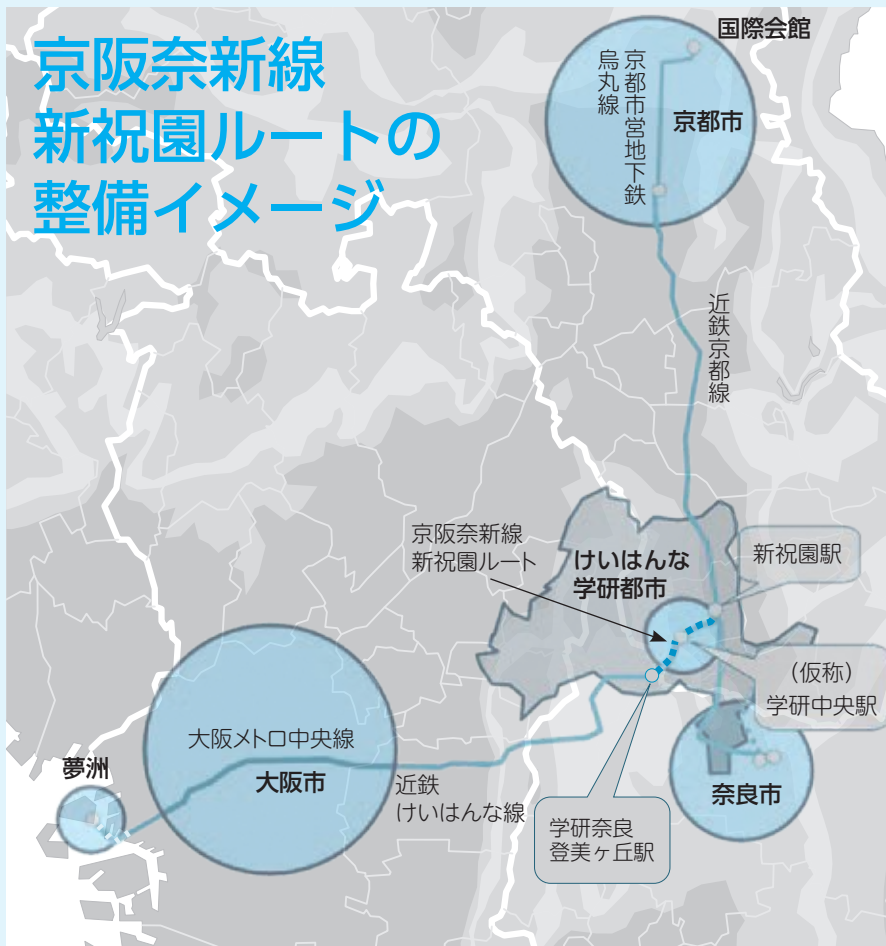 京阪奈新線
新祝園ルートの
整備イメージ
国際会館
京都市営地下鉄
烏丸線
京都市
近鉄京都線
京阪奈新線
新祝園ルート
けいはんな
学研都市
新祝園駅
(仮称)
学研中央駅
大阪メトロ中央線
夢洲
大阪市
近鉄
けいはんな線
奈良市
学研奈良
登美ヶ丘駅